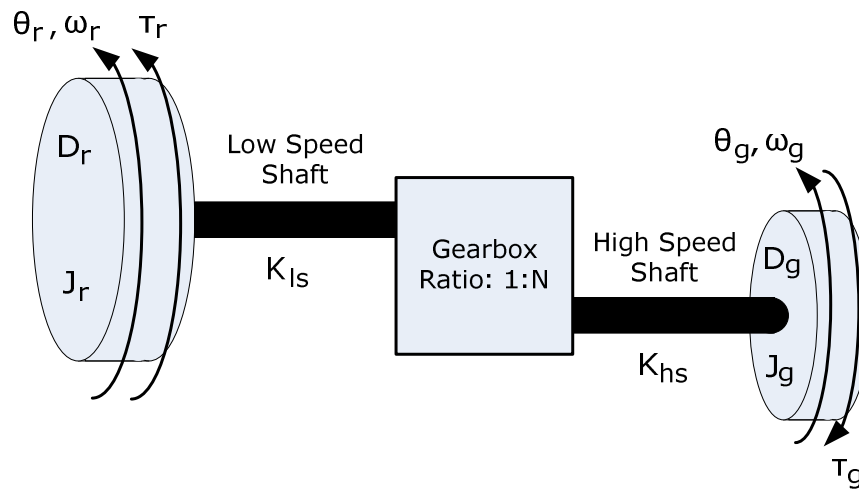 θr, ωr
τr
Dr
Jr
Low Speed
Shaft
Kls
Gearbox
Ratio: 1:N
High Speed
Shaft
Khs
θg, ωg
Dg
Jg
τg